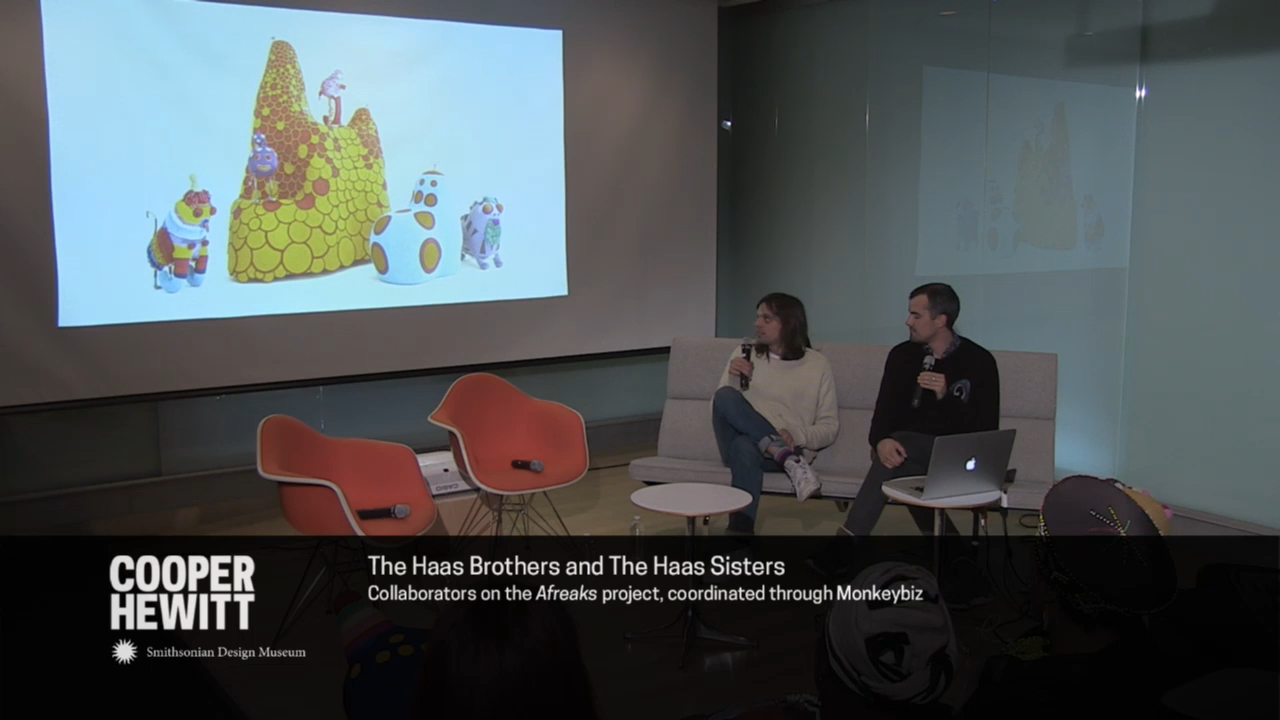 CASIO
COOPER
HEWITT
Smithsonian Design Museum
The Haas Brothers and The Haas Sisters
Collaborators on the Afreaks project, coordinated through Monkeybiz